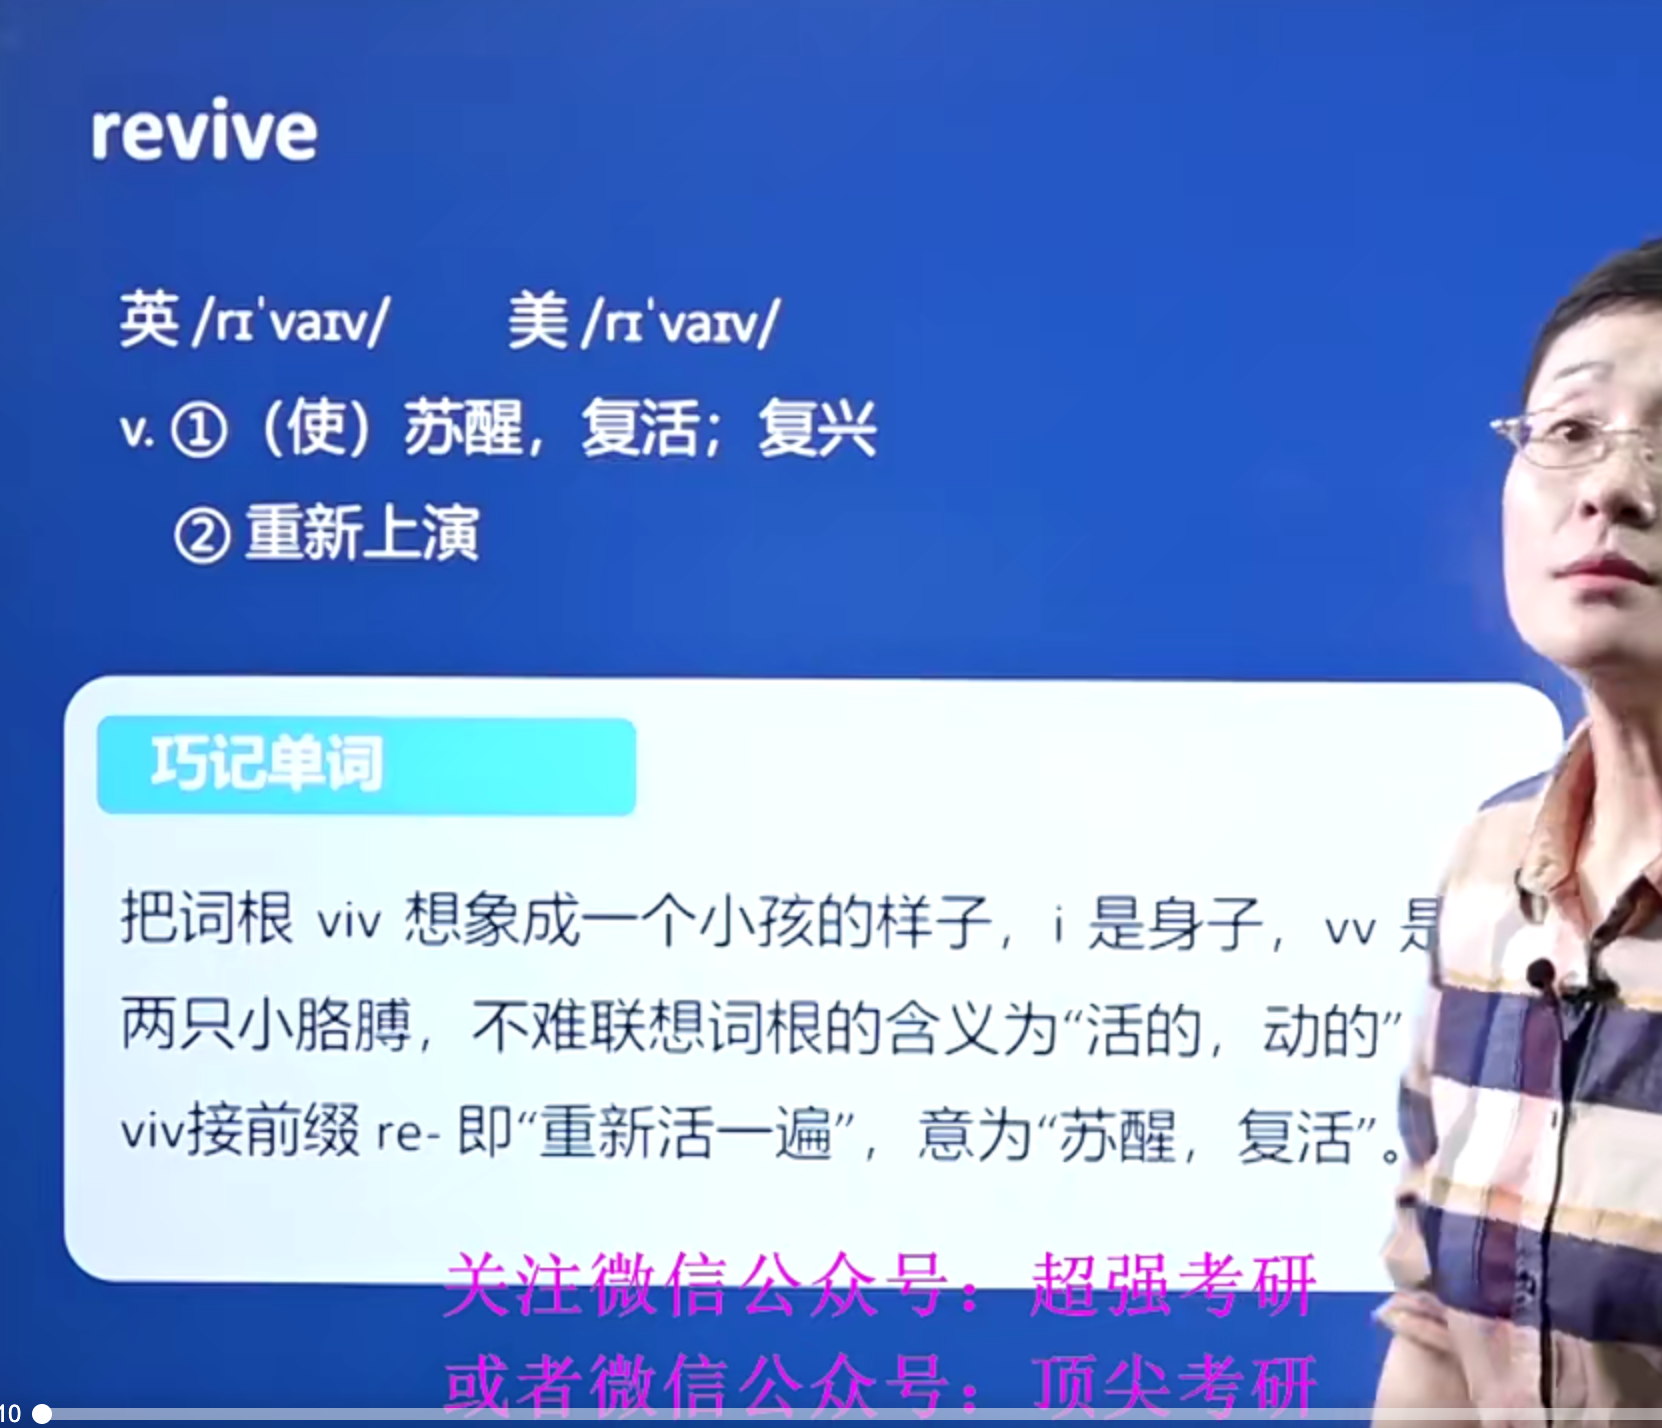 revive
英 /rɪˈvaɪv/ 美 /rɪˈvaɪv/
v. ①（使）苏醒，复活；复兴
② 重新上演
巧记单词
把词根 viv 想象成一个小孩的样子，i 是身子，vv 是
两只小胳膊，不难联想词根的含义为“活的，动的”
viv接前缀 re- 即“重新活一遍”，意为“苏醒，复活”。
关注微信公众号：超强考研
或者微信公众号：顶尖考研
10